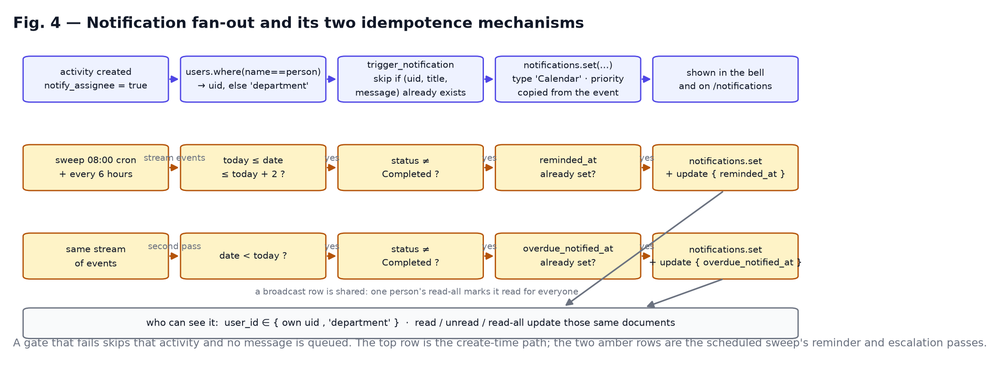 Fig. 4 — Notification fan-out and its two idempotence mechanisms
activity created
notify_assignee = true
users.where(name==person)
→ uid, else 'department'
trigger_notification
skip if (uid, title,
message) already exists
notifications.set(...)
type 'Calendar' · priority
copied from the event
shown in the bell
and on /notifications
sweep 08:00 cron
+ every 6 hours
stream events
today ≤ date
≤ today + 2 ?
yes
status ≠
Completed ?
yes
reminded_at
already set?
yes
notifications.set
+ update { reminded_at }
same stream
of events
second pass
date < today ?
yes
status ≠
Completed ?
yes
overdue_notified_at
already set?
yes
notifications.set
+ update { overdue_notified_at }
a broadcast row is shared: one person's read-all marks it read for everyone
who can see it:  user_id ∈ { own uid , 'department' }  ·  read / unread / read-all update those same documents
A gate that fails skips that activity and no message is queued. The top row is the create-time path; the two amber rows are the scheduled sweep's reminder and escalation passes.